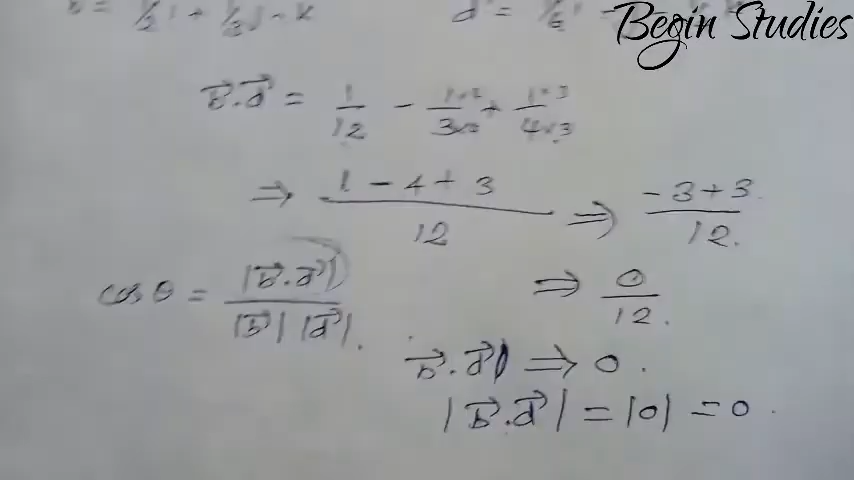 Begin Studies
b⃗.d⃗ = 1/12 - 1×2/3×2 + 1×3/4×3
⇒ 1 - 4 + 3/12 ⇒ -3+3/12.
cos θ = |b⃗.d⃗|/|b⃗| |d⃗|.
⇒ 0/12.
b⃗.d⃗| ⇒ 0.
|b⃗.d⃗| = |0| = 0.